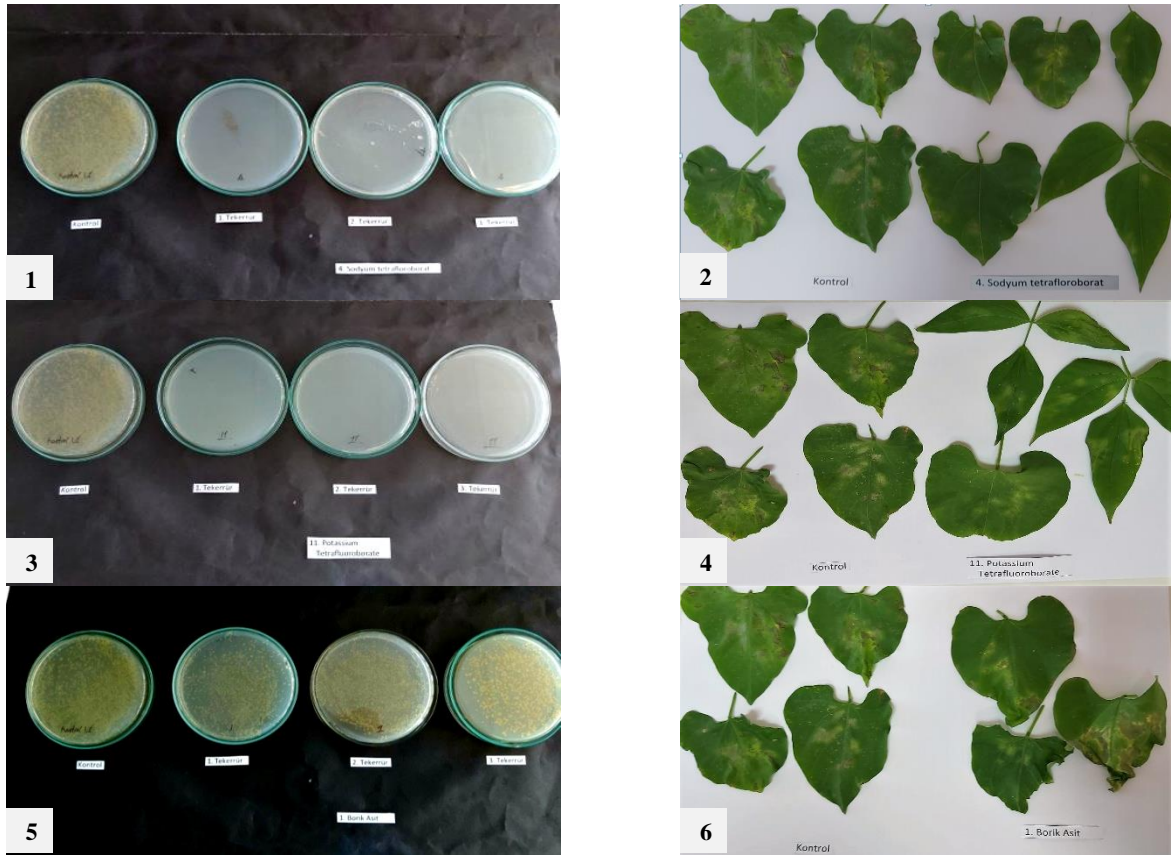 Kontrol
1. Tekerrür
2. Tekerrür
3. Tekerrür
4. Sodyum tetrafloroborat
1
Kontrol
4. Sodyum tetrafloroborat
2
Kontrol
1. Tekerrür
2. Tekerrür
3. Tekerrür
11. Potassium
Tetrafluoroborate
3
Kontrol
11. Potassium
Tetrafluoroborate
4
Kontrol
1. Tekerrür
2. Tekerrür
3. Tekerrür
1. Borik Asit
5
Kontrol
1. Borik Asit
6